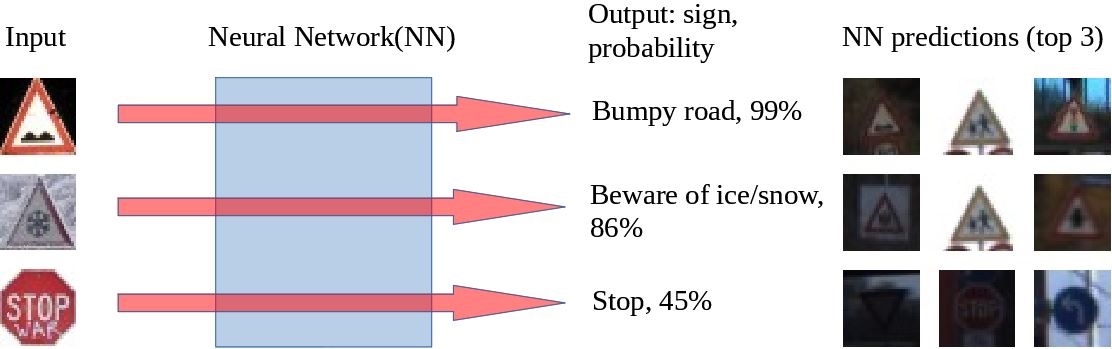 Input
Neural Network(NN)
Output: sign,
probability
NN predictions (top 3)
Bumpy road, 99%
Beware of ice/snow,
86%
STOP
WAR
Stop, 45%
STOP